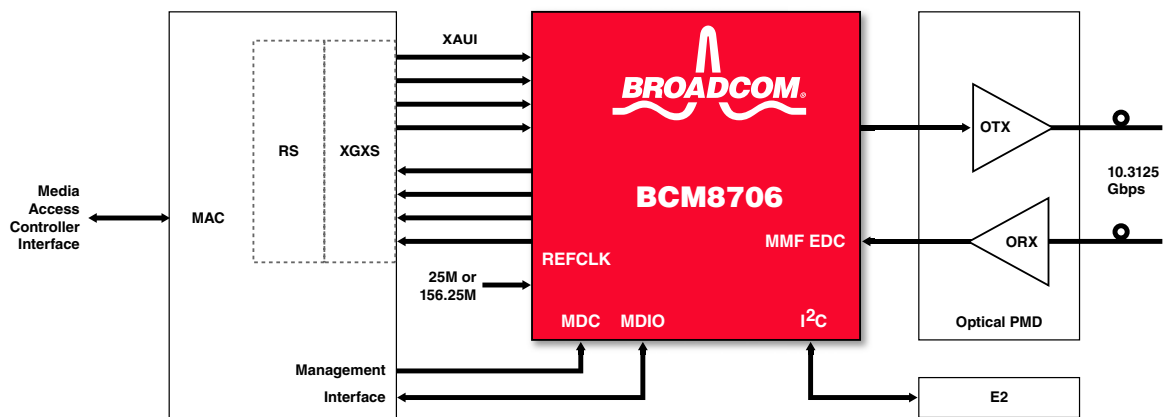 XAUI
BROADCOM®
RS
XGXS
OTX
10.3125
Gbps
Media
Access
Controller
Interface
MAC
BCM8706
MMF EDC
ORX
REFCLK
25M or
156.25M
MDC
MDIO
I²C
Optical PMD
Management
Interface
E2